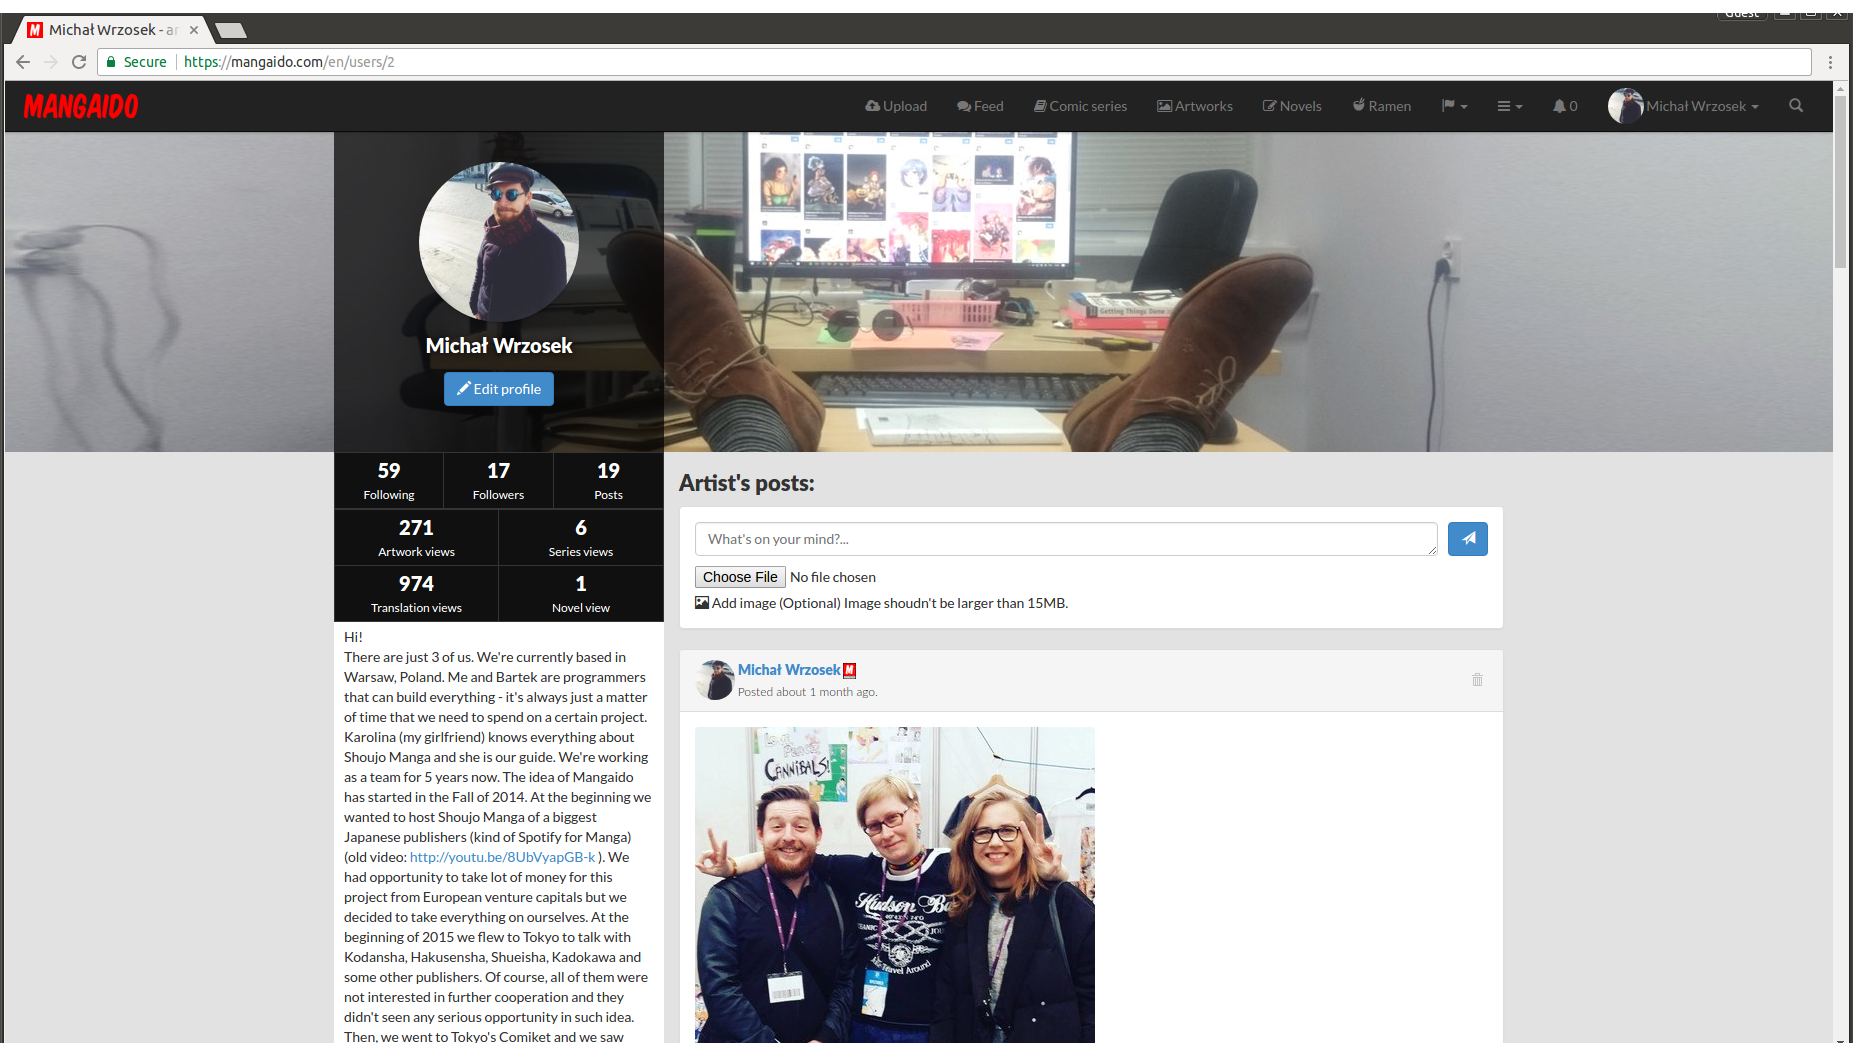 Guest
Michał Wrzosek - ar
Secure
https://mangaido.com/en/users/2
MANGAIDO
Upload
Feed
Comic series
Artworks
Novels
Ramen
0
Michał Wrzosek
Getting Things Done
Michał Wrzosek
Edit profile
59
17
19
Following
Followers
Posts
271
6
Artwork views
Series views
974
1
Translation views
Novel view
Hi!
There are just 3 of us. We're currently based in
Warsaw, Poland. Me and Bartek are programmers
that can build everything - it's always just a matter
of time that we need to spend on a certain project.
Karolina (my girlfriend) knows everything about
Shoujo Manga and she is our guide. We're working
as a team for 5 years now. The idea of Mangaido
has started in the Fall of 2014. At the beginning we
wanted to host Shoujo Manga of a biggest
Japanese publishers (kind of Spotify for Manga)
(old video: http://youtu.be/8UbVyapGB-k ). We
had opportunity to take lot of money for this
project from European venture capitals but we
decided to take everything on ourselves. At the
beginning of 2015 we flew to Tokyo to talk with
Kodansha, Hakusensha, Shueisha, Kadokawa and
some other publishers. Of course, all of them were
not interested in further cooperation and they
didn't seen any serious opportunity in such idea.
Then, we went to Tokyo's Comiket and we saw
Artist's posts:
What's on your mind?...
Choose File No file chosen
Add image (Optional) Image shoudn't be larger than 15MB.
Michał Wrzosek M
Posted about 1 month ago.
CANNIBALS!
Hudson Ba
Travel Around